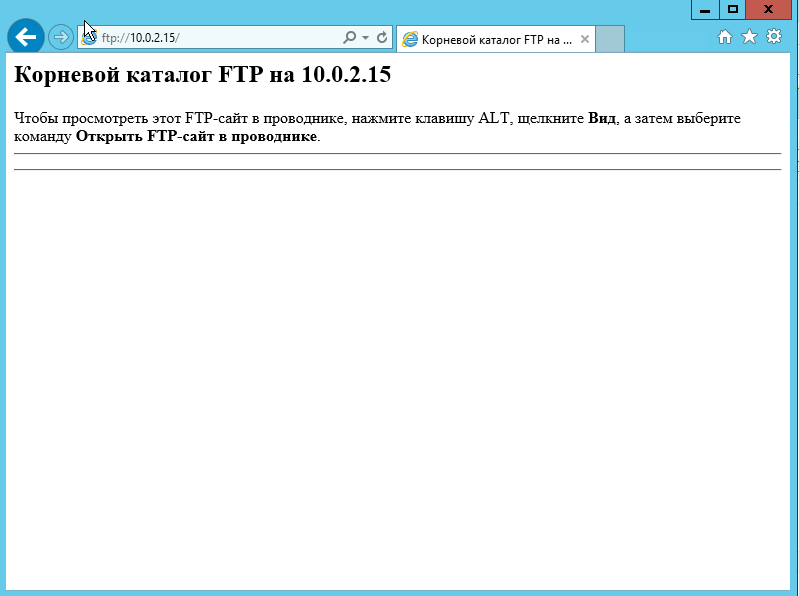 ftp://10.0.2.15/
Корневой каталог FTP на ...
Корневой каталог FTP на 10.0.2.15
Чтобы просмотреть этот FTP-сайт в проводнике, нажмите клавишу ALT, щелкните Вид, а затем выберите
команду Открыть FTP-сайт в проводнике.